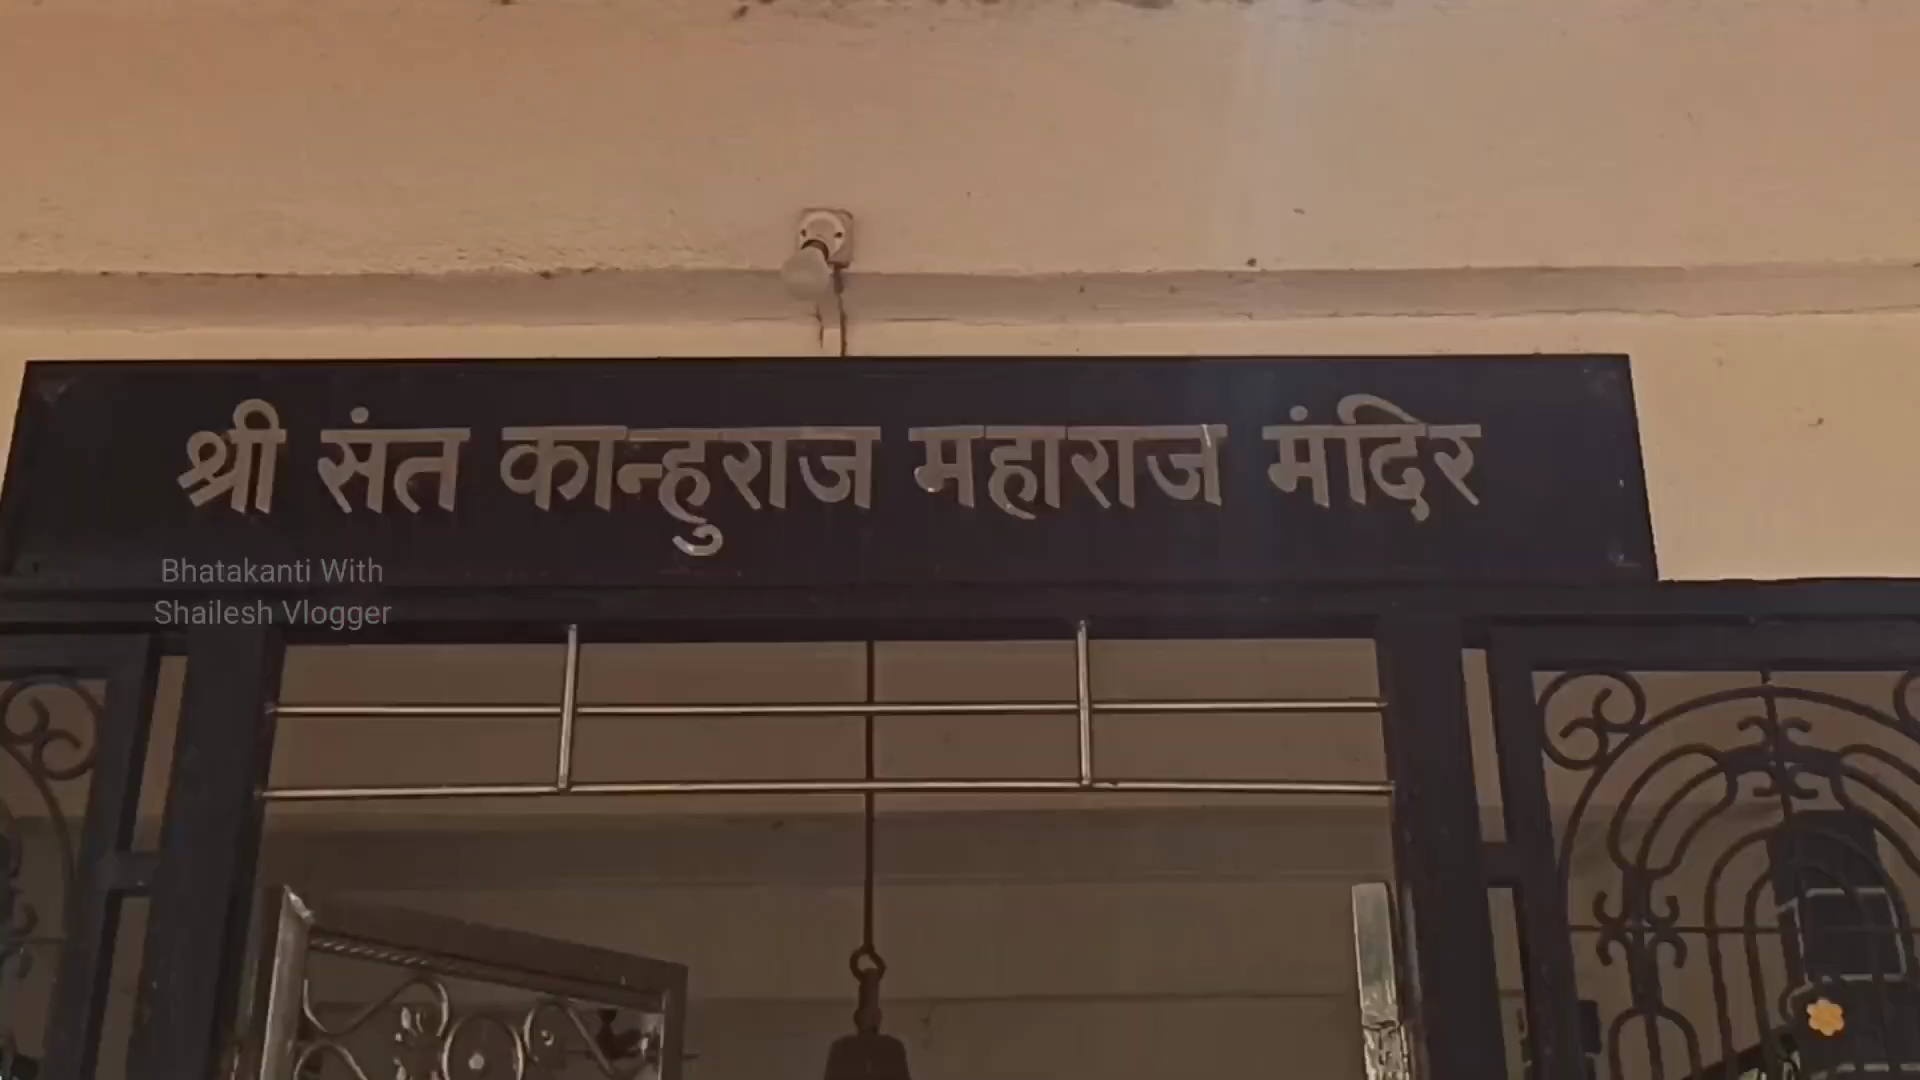 श्री संत कान्हुराज महाराज मंदिर
Bhatakanti With
Shailesh Vlogger